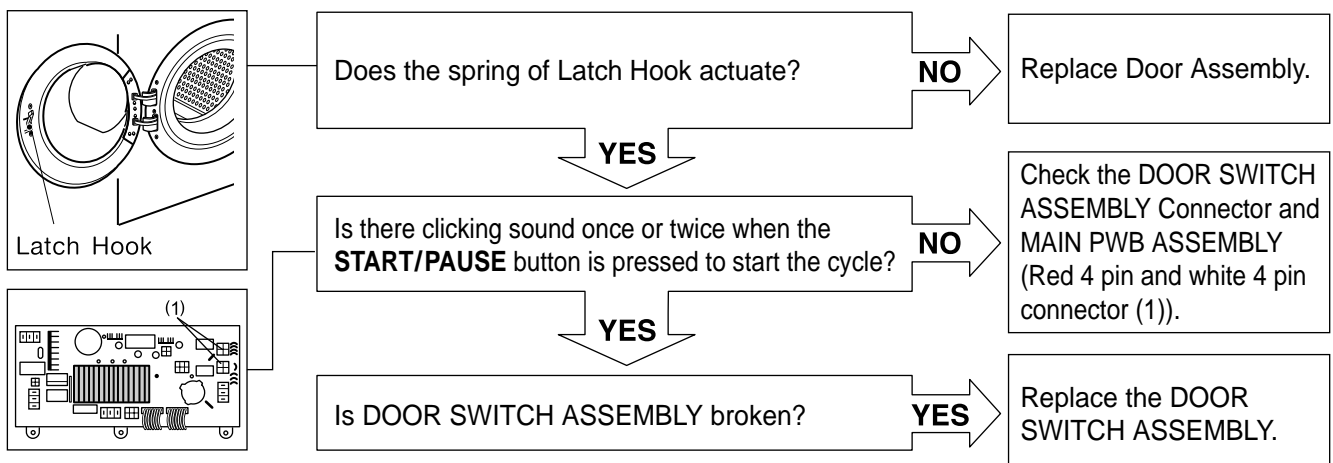 Latch Hook
Does the spring of Latch Hook actuate?
NO
Replace Door Assembly.
YES
Is there clicking sound once or twice when the
START/PAUSE button is pressed to start the cycle?
NO
Check the DOOR SWITCH
ASSEMBLY Connector and
MAIN PWB ASSEMBLY
(Red 4 pin and white 4 pin
connector (1)).
(1)
YES
Is DOOR SWITCH ASSEMBLY broken?
YES
Replace the DOOR
SWITCH ASSEMBLY.